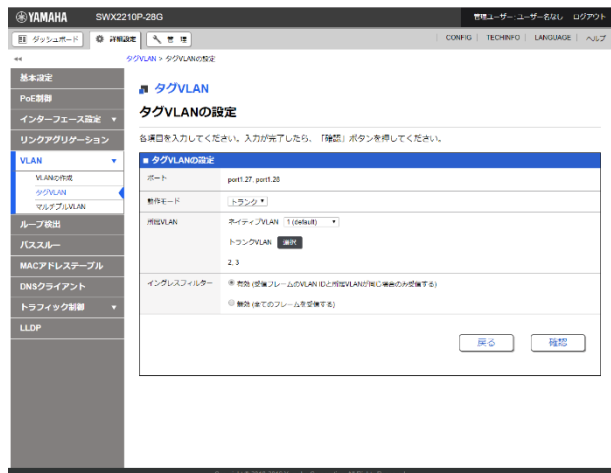 YAMAHA SWX2210P-28G 管理ユーザー:ユーザー名なし ログアウト
ダッシュボード 詳細設定 管理 CONFIG TECHINFO LANGUAGE ヘルプ
タグVLAN > タグVLANの設定
基本設定
PoE制御
インターフェース設定
リンクアグリゲーション
VLAN
VLANの作成
タグVLAN
マルチプルVLAN
ループ検出
パススルー
MACアドレステーブル
DNSクライアント
トラフィック制御
LLDP
タグVLAN
タグVLANの設定
各項目を入力してください。入力が完了したら、「確認」ボタンを押してください。
■ タグVLANの設定
ポート port1.27, port1.28
動作モード トランク
所属VLAN ネイティブVLAN 1 (default)
トランクVLAN 選択
2, 3
イングレスフィルター 有効 (受信フレームのVLAN IDと所属VLANが同じ場合のみ受信する)
無効 (全てのフレームを受信する)
戻る 確認